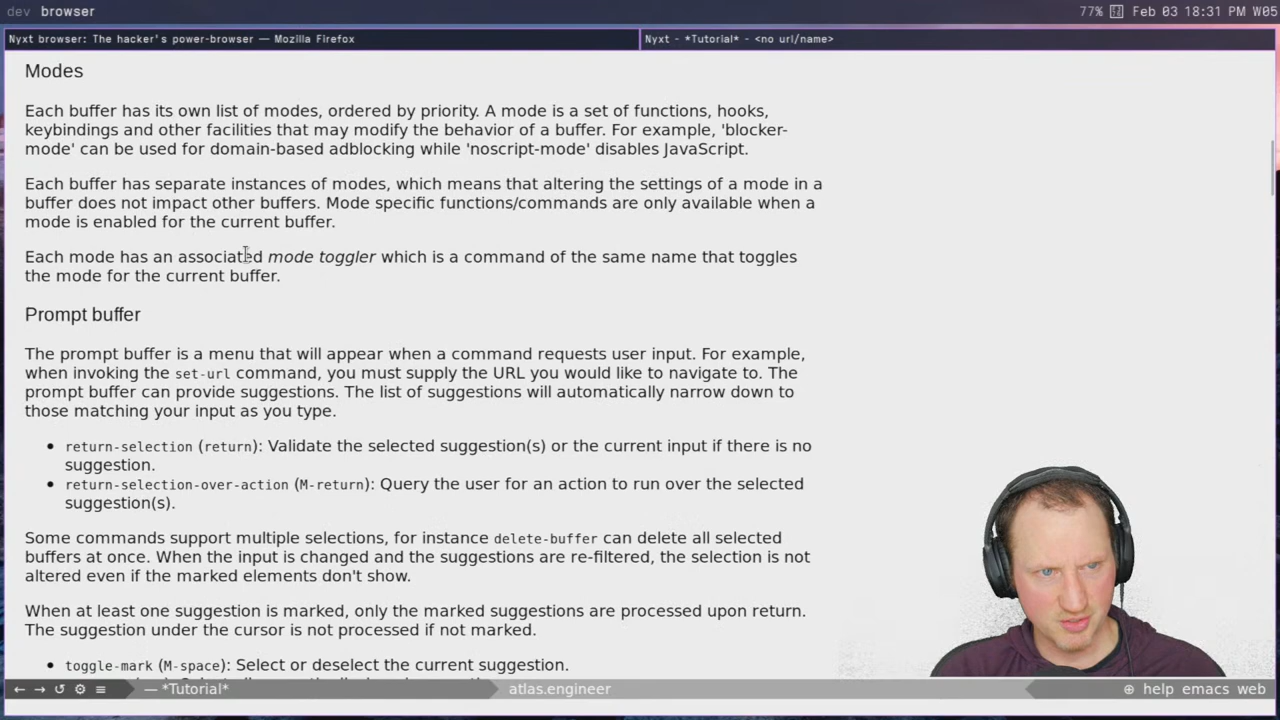 dev browser
77% Feb 03 18:31 PM W05
Nyxt browser: The hacker's power-browser — Mozilla Firefox
Nyxt - *Tutorial* - <no url/name>
Modes
Each buffer has its own list of modes, ordered by priority. A mode is a set of functions, hooks,
keybindings and other facilities that may modify the behavior of a buffer. For example, 'blocker-
mode' can be used for domain-based adblocking while 'noscript-mode' disables JavaScript.
Each buffer has separate instances of modes, which means that altering the settings of a mode in a
buffer does not impact other buffers. Mode specific functions/commands are only available when a
mode is enabled for the current buffer.
Each mode has an associated mode toggler which is a command of the same name that toggles
the mode for the current buffer.
Prompt buffer
The prompt buffer is a menu that will appear when a command requests user input. For example,
when invoking the set-url command, you must supply the URL you would like to navigate to. The
prompt buffer can provide suggestions. The list of suggestions will automatically narrow down to
those matching your input as you type.
• return-selection (return): Validate the selected suggestion(s) or the current input if there is no
suggestion.
• return-selection-over-action (M-return): Query the user for an action to run over the selected
suggestion(s).
Some commands support multiple selections, for instance delete-buffer can delete all selected
buffers at once. When the input is changed and the suggestions are re-filtered, the selection is not
altered even if the marked elements don't show.
When at least one suggestion is marked, only the marked suggestions are processed upon return.
The suggestion under the cursor is not processed if not marked.
• toggle-mark (M-space): Select or deselect the current suggestion.
— *Tutorial*
atlas.engineer
⊕ help emacs web